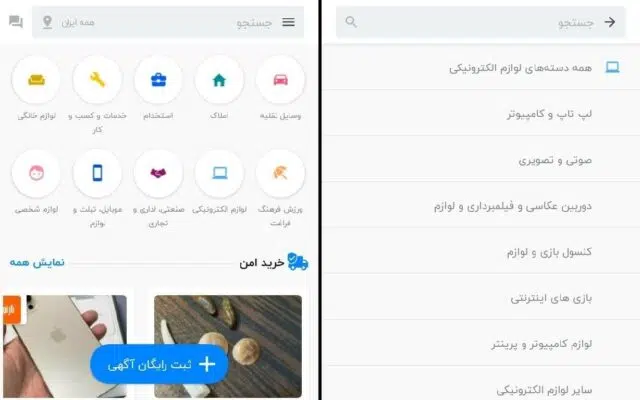 جستجو
همه ایران
وسایل نقلیه
املاک
استخدام
خدمات و کسب و
کار
لوازم خانگی
ورزش فرهنگ
فراغت
لوازم الکترونیکی
صنعتی، اداری و
تجاری
موبایل، تبلت و
لوازم
لوازم شخصی
خرید امن
نمایش همه
ثبت رایگان آگهی
جستجو
همه دسته‌های لوازم الکترونیکی
لپ تاپ و کامپیوتر
صوتی و تصویری
دوربین عکاسی و فیلمبرداری و لوازم
کنسول بازی و لوازم
بازی های اینترنتی
لوازم کامپیوتر و پرینتر
سایر لوازم الکترونیکی